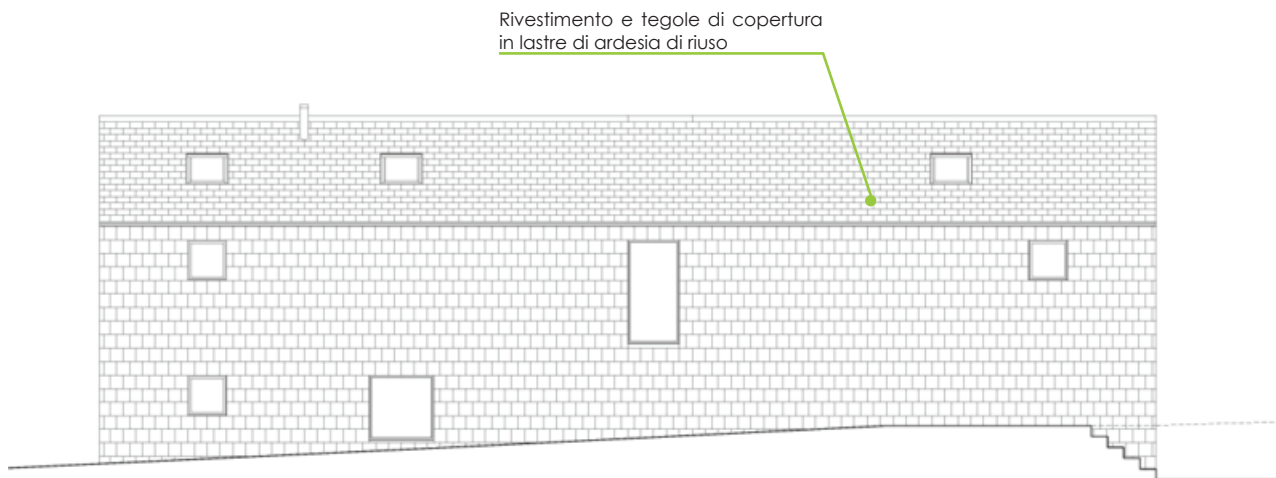 Rivestimento e tegole di copertura
in lastre di ardesia di riuso